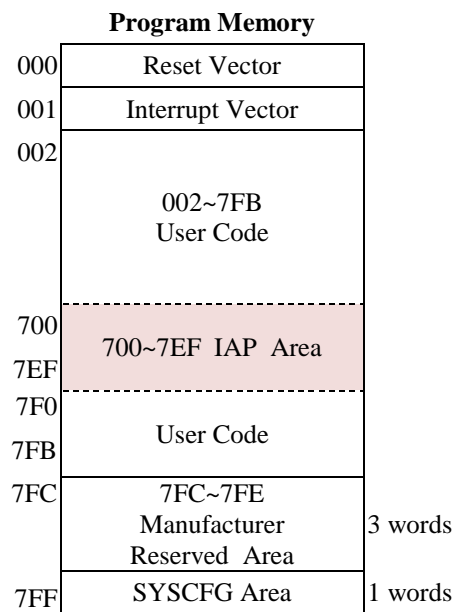 Program Memory
000 Reset Vector
001 Interrupt Vector
002
002~7FB
User Code
700
700~7EF IAP Area
7EF
7F0
User Code
7FB
7FC 7FC~7FE
Manufacturer 3 words
Reserved Area
7FF SYSCFG Area 1 words